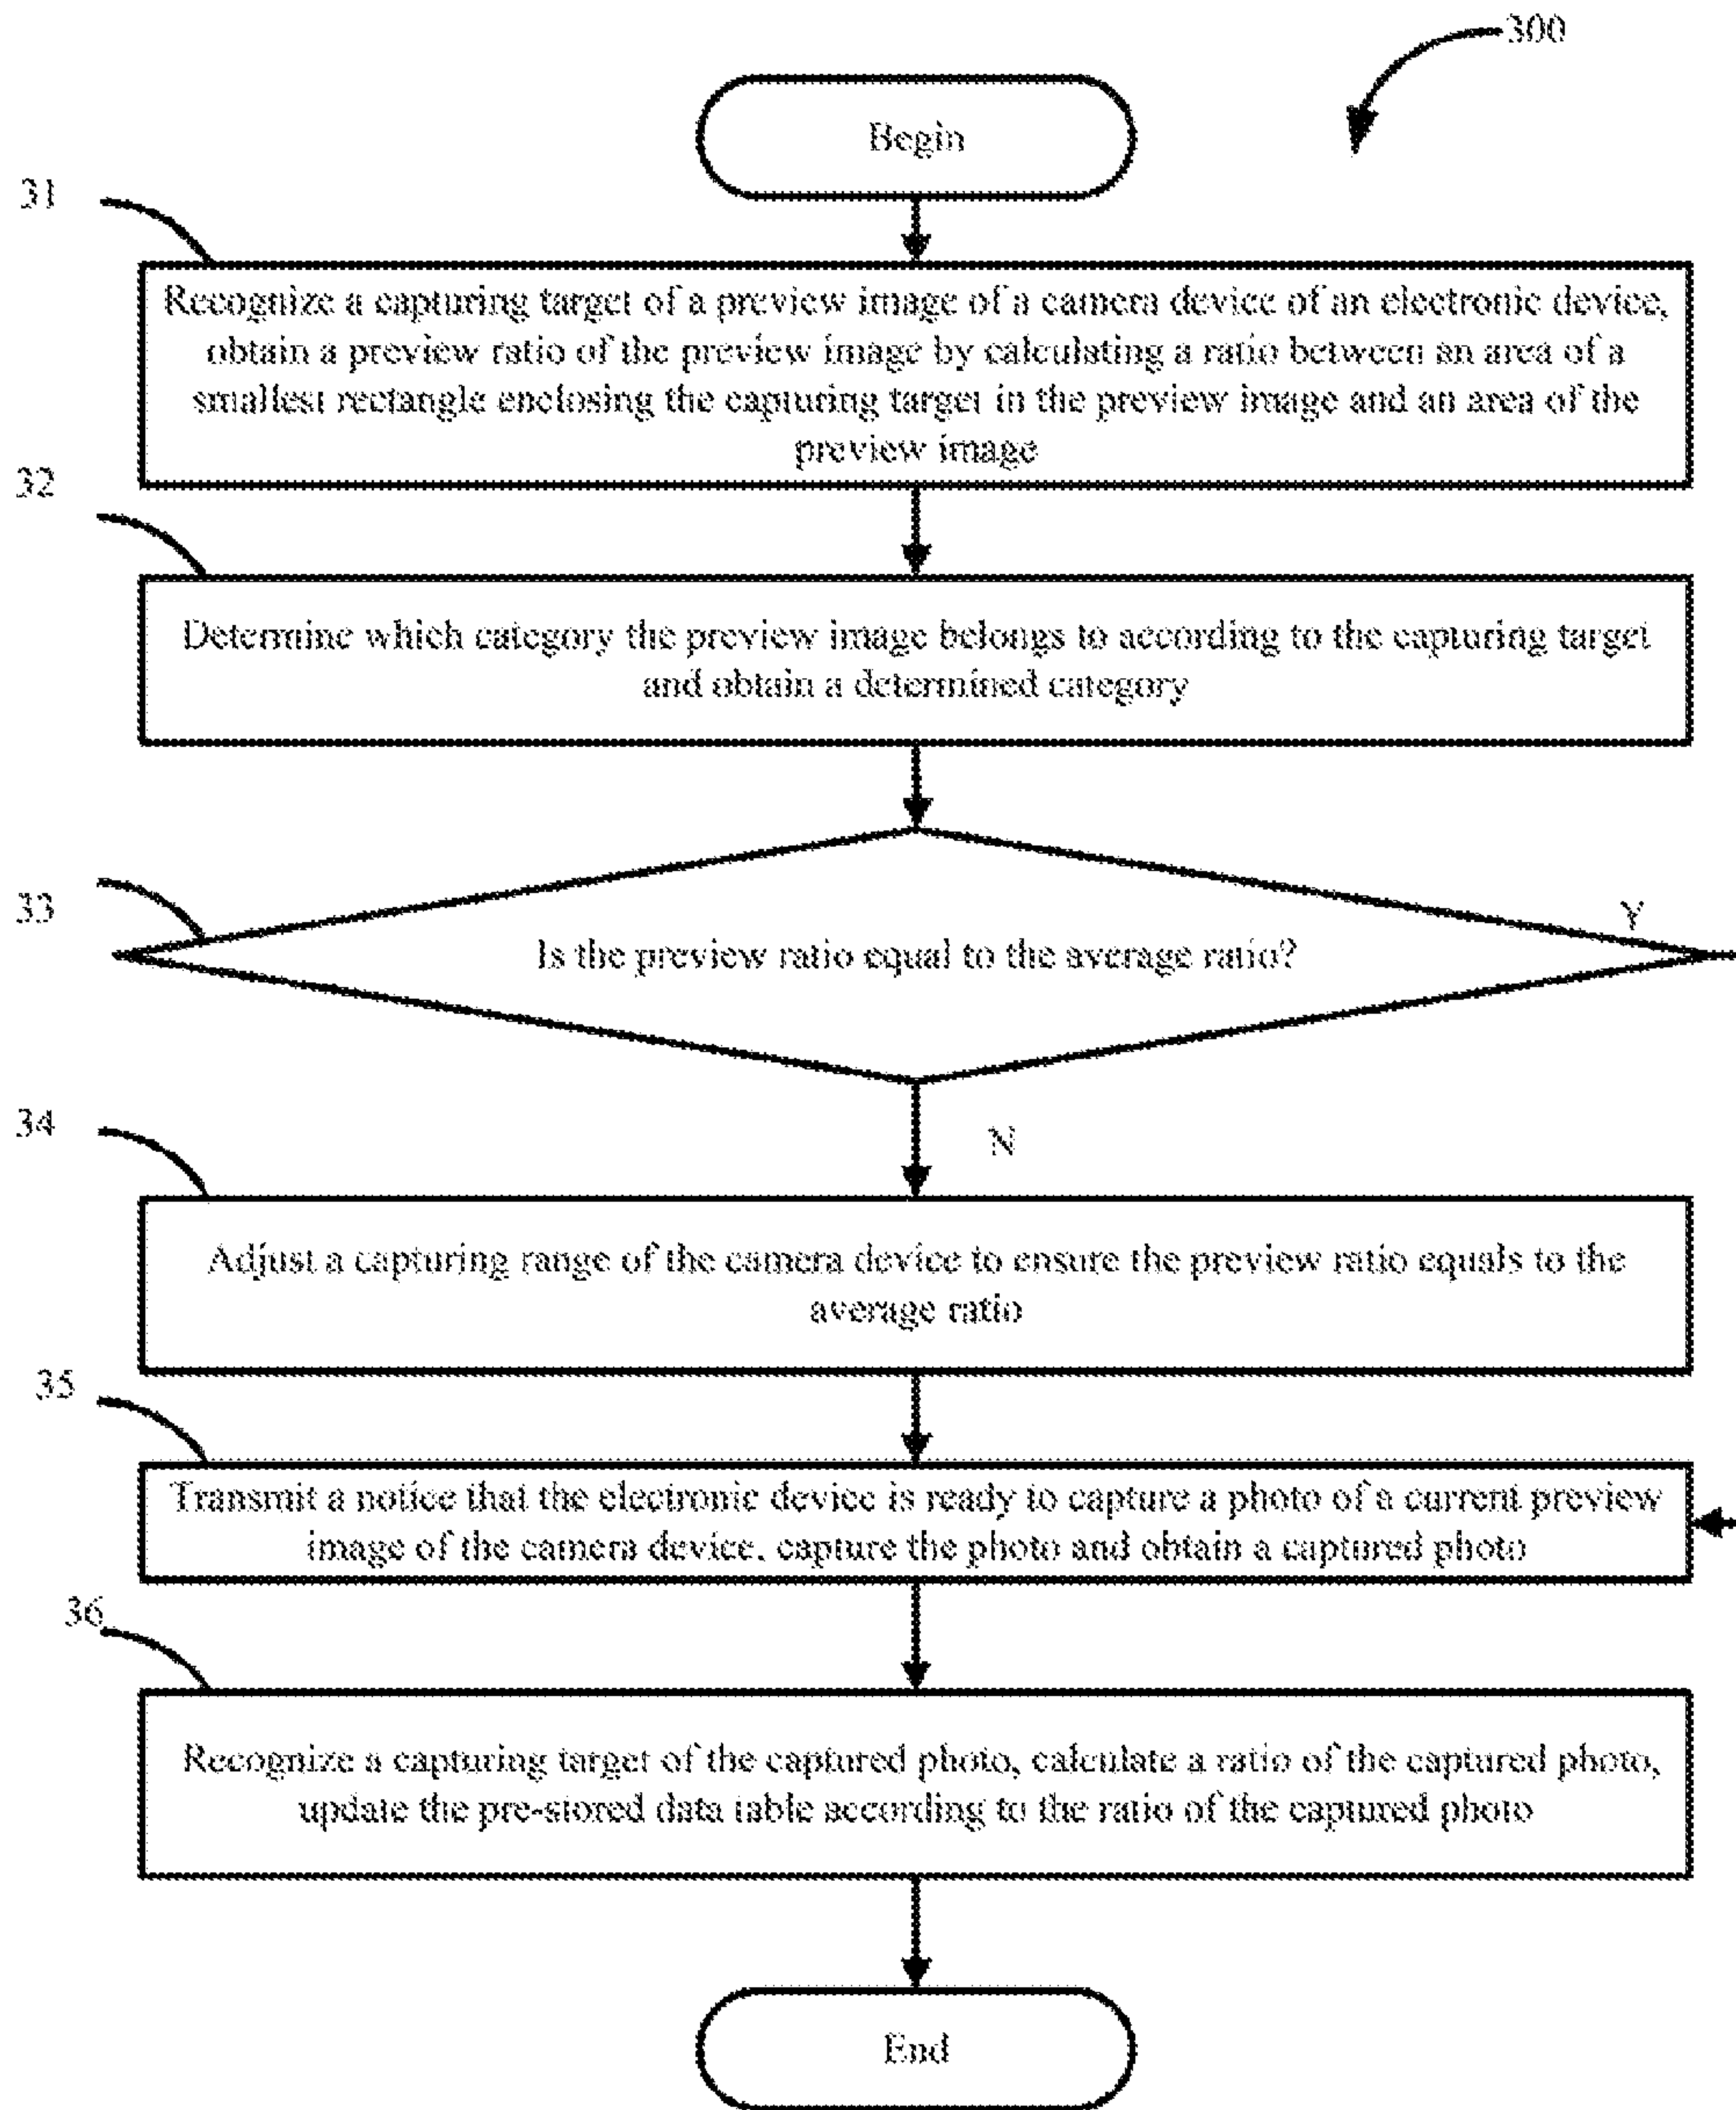 300
Begin
31
Recognize a capturing target of a preview image of a camera device of an electronic device,
obtain a preview ratio of the preview image by calculating a ratio between an area of a
smallest rectangle enclosing the capturing target in the preview image and an area of the
preview image
32
Determine which category the preview image belongs to according to the capturing target
and obtain a determined category
33
Y
Is the preview ratio equal to the average ratio?
34
N
Adjust a capturing range of the camera device to ensure the preview ratio equals to the
average ratio
35
Transmit a notice that the electronic device is ready to capture a photo of a current preview
image of the camera device, capture the photo and obtain a captured photo
36
Recognize a capturing target of the captured photo, calculate a ratio of the captured photo,
update the pre-stored data table according to the ratio of the captured photo
End